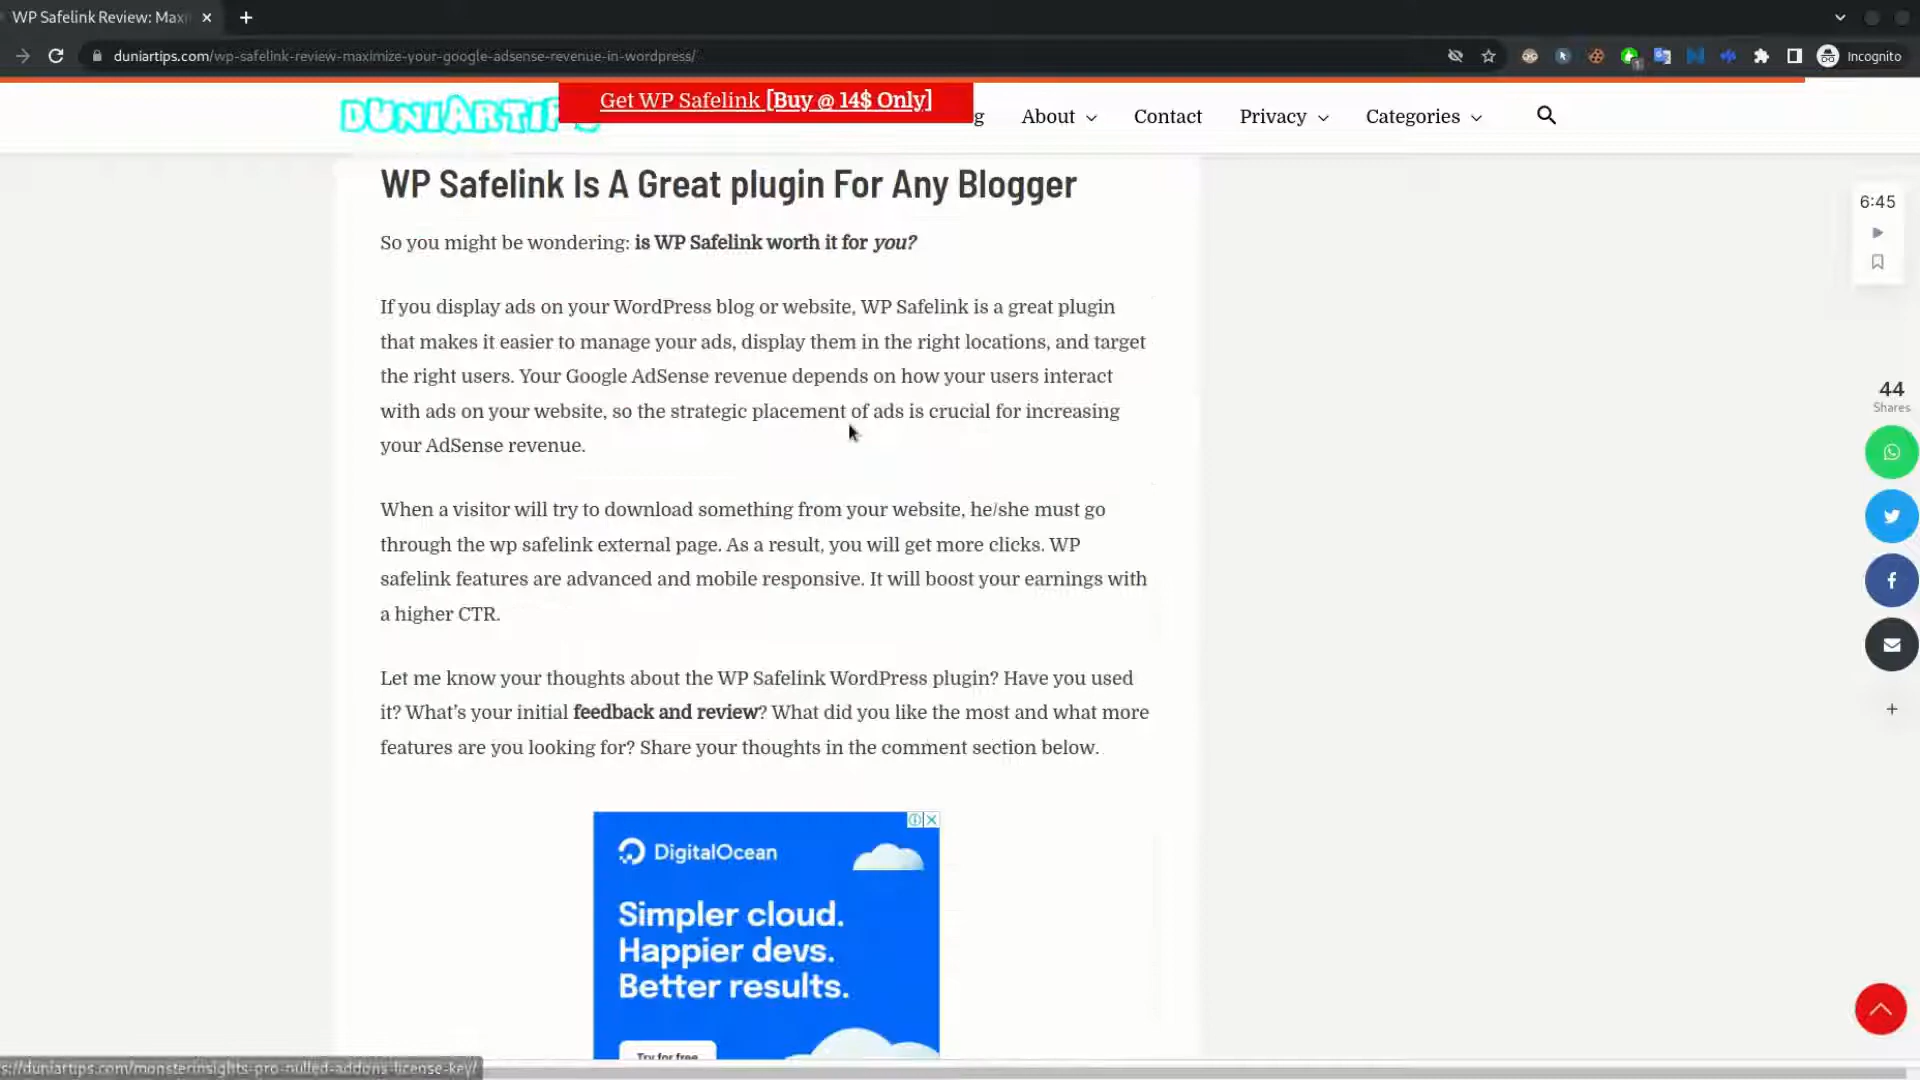 WP Safelink Review: Max
duniartips.com/wp-safelink-review-maximize-your-google-adsense-revenue-in-wordpress/
1
Incognito
DUNIARTIP
Get WP Safelink [Buy @ 14$ Only]
g
About
Contact
Privacy
Categories
WP Safelink Is A Great plugin For Any Blogger
So you might be wondering: is WP Safelink worth it for you?
If you display ads on your WordPress blog or website, WP Safelink is a great plugin
that makes it easier to manage your ads, display them in the right locations, and target
the right users. Your Google AdSense revenue depends on how your users interact
with ads on your website, so the strategic placement of ads is crucial for increasing
your AdSense revenue.
When a visitor will try to download something from your website, he/she must go
through the wp safelink external page. As a result, you will get more clicks. WP
safelink features are advanced and mobile responsive. It will boost your earnings with
a higher CTR.
Let me know your thoughts about the WP Safelink WordPress plugin? Have you used
it? What's your initial feedback and review? What did you like the most and what more
features are you looking for? Share your thoughts in the comment section below.
DigitalOcean
Simpler cloud.
Happier devs.
Better results.
Try for free
6:45
44
Shares
s://duniartips.com/monsterinsights-pro-nulled-addons-license-key/